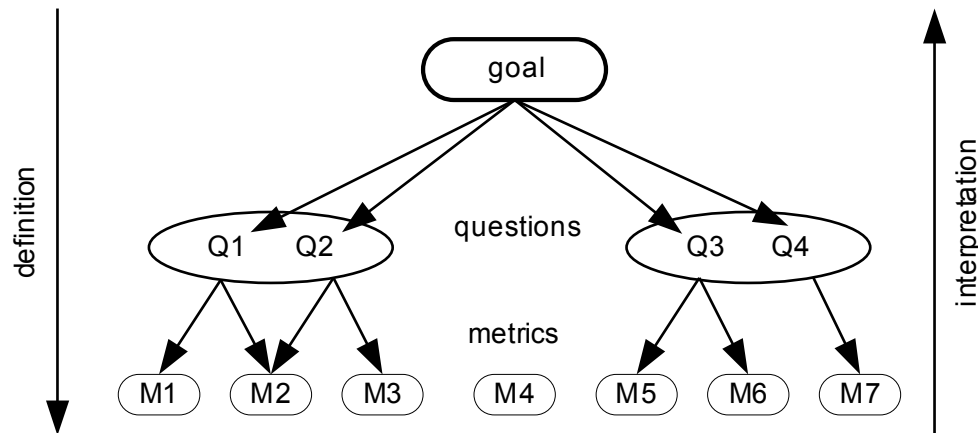 goal
definition
interpretation
questions
Q1 Q2 Q3 Q4
metrics
M1 M2 M3 M4 M5 M6 M7